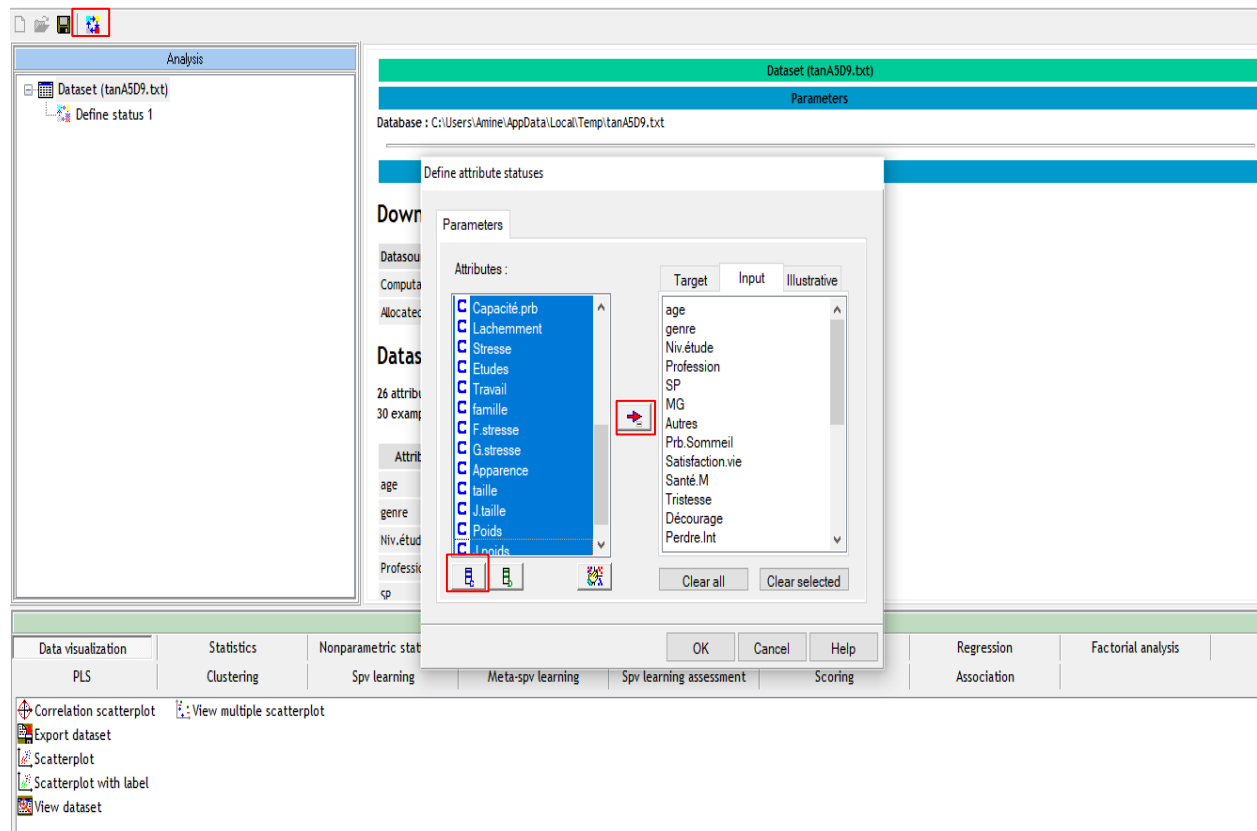 Analysis
Dataset (tanA5D9.txt)
Define status 1
Dataset (tanA5D9.txt)
Parameters
Database : C:\Users\Amine\AppData\Local\Temp\tanA5D9.txt
Down
Datasou
Computa
Allocated
Datas
26 attribu
30 examp
Attrib
age
genre
Niv.étud
Professio
SP
Define attribute statuses
Parameters
Attributes :
C Capacité.prb
C Lachemment
C Stresse
C Etudes
C Travail
C famille
C F.stresse
C G.stresse
C Apparence
C taille
C J.taille
C Poids
C J.poids
Target Input Illustrative
age
genre
Niv.étude
Profession
SP
MG
Autres
Prb.Sommeil
Satisfaction.vie
Santé.M
Tristesse
Décourage
Perdre.Int
Clear all Clear selected
OK Cancel Help
Data visualization Statistics Nonparametric stat Regression Factorial analysis
PLS Clustering Spv learning Meta-spv learning Spv learning assessment Scoring Association
Correlation scatterplot View multiple scatterplot
Export dataset
Scatterplot
Scatterplot with label
View dataset